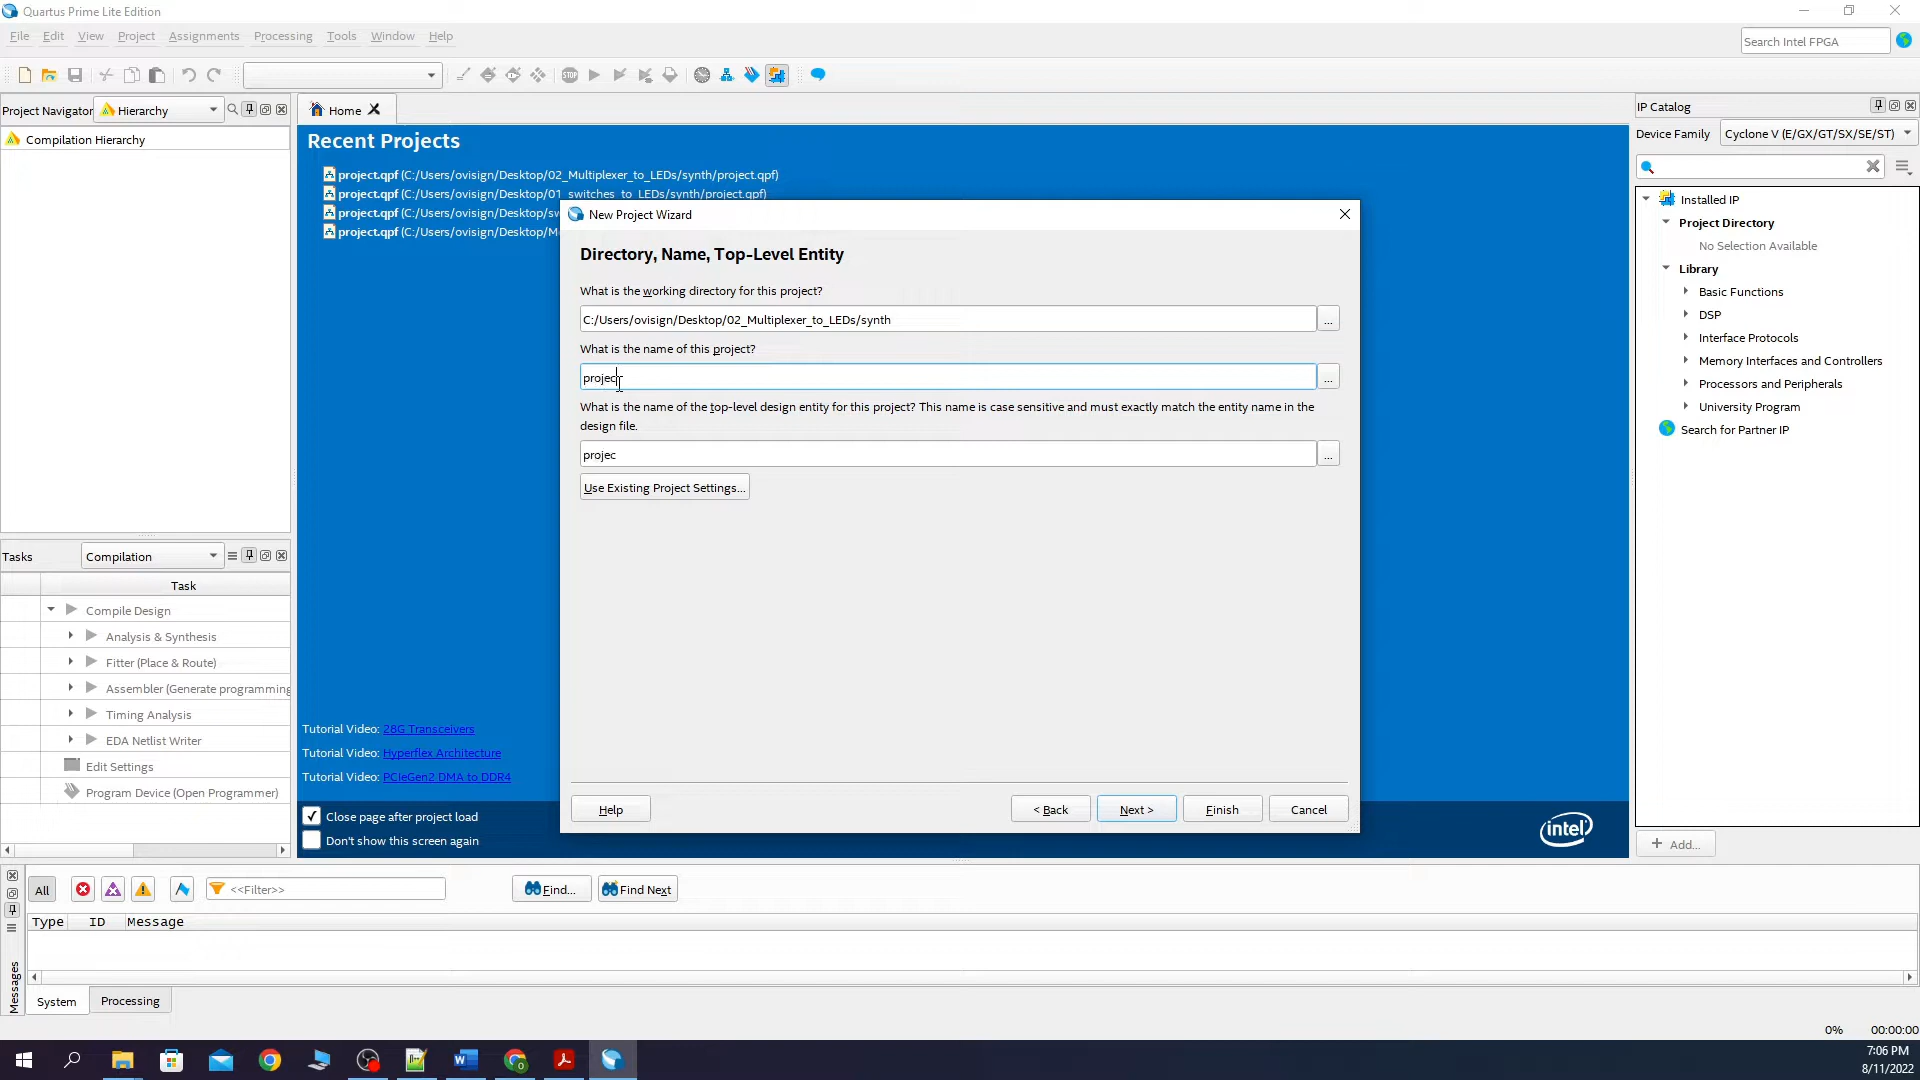 Quartus Prime Lite Edition
File Edit View Project Assignments Processing Tools Window Help
Search Intel FPGA
Project Navigator Hierarchy
Compilation Hierarchy
Home
Recent Projects
project.qpf (C:/Users/ovisign/Desktop/02_Multiplexer_to_LEDs/synth/project.qpf)
project.qpf (C:/Users/ovisign/Desktop/01_switches_to_LEDs/synth/project.qpf)
project.qpf (C:/Users/ovisign/Desktop/sw
project.qpf (C:/Users/ovisign/Desktop/M
New Project Wizard
Directory, Name, Top-Level Entity
What is the working directory for this project?
C:/Users/ovisign/Desktop/02_Multiplexer_to_LEDs/synth
...
What is the name of this project?
projec
...
What is the name of the top-level design entity for this project? This name is case sensitive and must exactly match the entity name in the
design file.
projec
...
Use Existing Project Settings...
Help
< Back
Next >
Finish
Cancel
IP Catalog
Device Family Cyclone V (E/GX/GT/SX/SE/ST)
Installed IP
Project Directory
No Selection Available
Library
Basic Functions
DSP
Interface Protocols
Memory Interfaces and Controllers
Processors and Peripherals
University Program
Search for Partner IP
+ Add...
Tasks Compilation
Task
Compile Design
Analysis & Synthesis
Fitter (Place & Route)
Assembler (Generate programming
Timing Analysis
EDA Netlist Writer
Edit Settings
Program Device (Open Programmer)
Tutorial Video: 28G Transceivers
Tutorial Video: Hyperflex Architecture
Tutorial Video: PCIeGen2 DMA to DDR4
Close page after project load
Don't show this screen again
intel
All
<<Filter>>
Find...
Find Next
Type ID Message
Messages
System Processing
0% 00:00:00
7:06 PM
8/11/2022